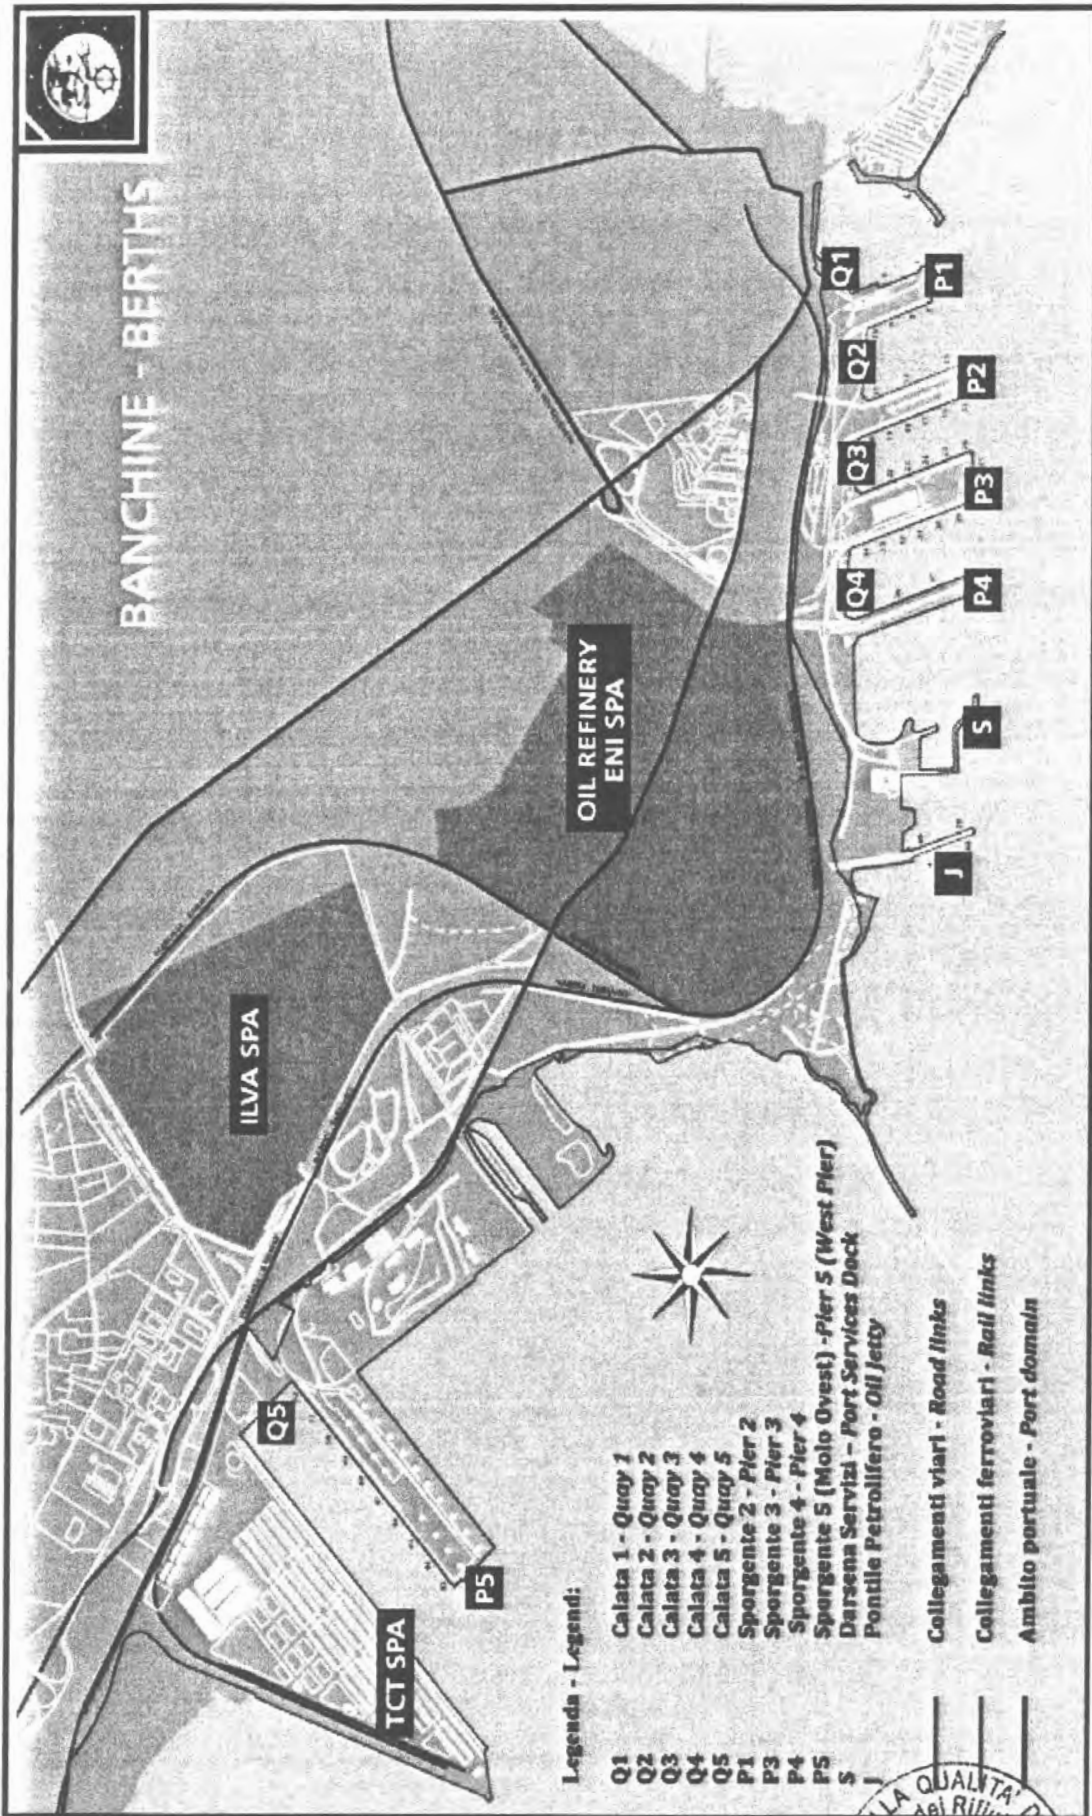 BANCHINE - BERTHS
ILVA SPA
OIL REFINERY
ENI SPA
TCT SPA
Q5
P5
Q4
Q3
Q2
Q1
J
S
P4
P3
P2
P1
Legenda - Legend:
Q1 Calata 1 - Quay 1
Q2 Calata 2 - Quay 2
Q3 Calata 3 - Quay 3
Q4 Calata 4 - Quay 4
Q5 Calata 5 - Quay 5
P1 Sporgente 2 - Pier 2
P3 Sporgente 3 - Pier 3
P4 Sporgente 4 - Pier 4
P5 Sporgente 5 (Molo Ovest) - Pier 5 (West Pier)
S Darsena Servizi – Port Services Dock
J Pontile Petrolifero - Oil Jetty
Collegamenti viari - Road links
Collegamenti ferroviari - Rail links
Ambito portuale - Port domain
LA QUALITA' D
dei Rifi